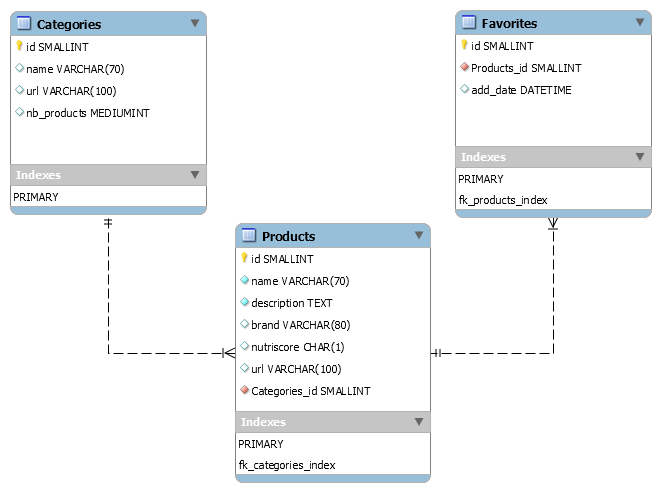 Categories
id SMALLINT
name VARCHAR(70)
url VARCHAR(100)
nb_products MEDIUMINT
Indexes
PRIMARY
Favorites
id SMALLINT
Products_id SMALLINT
add_date DATETIME
Indexes
PRIMARY
fk_products_index
Products
id SMALLINT
name VARCHAR(70)
description TEXT
brand VARCHAR(80)
nutriscore CHAR(1)
url VARCHAR(100)
Categories_id SMALLINT
Indexes
PRIMARY
fk_categories_index